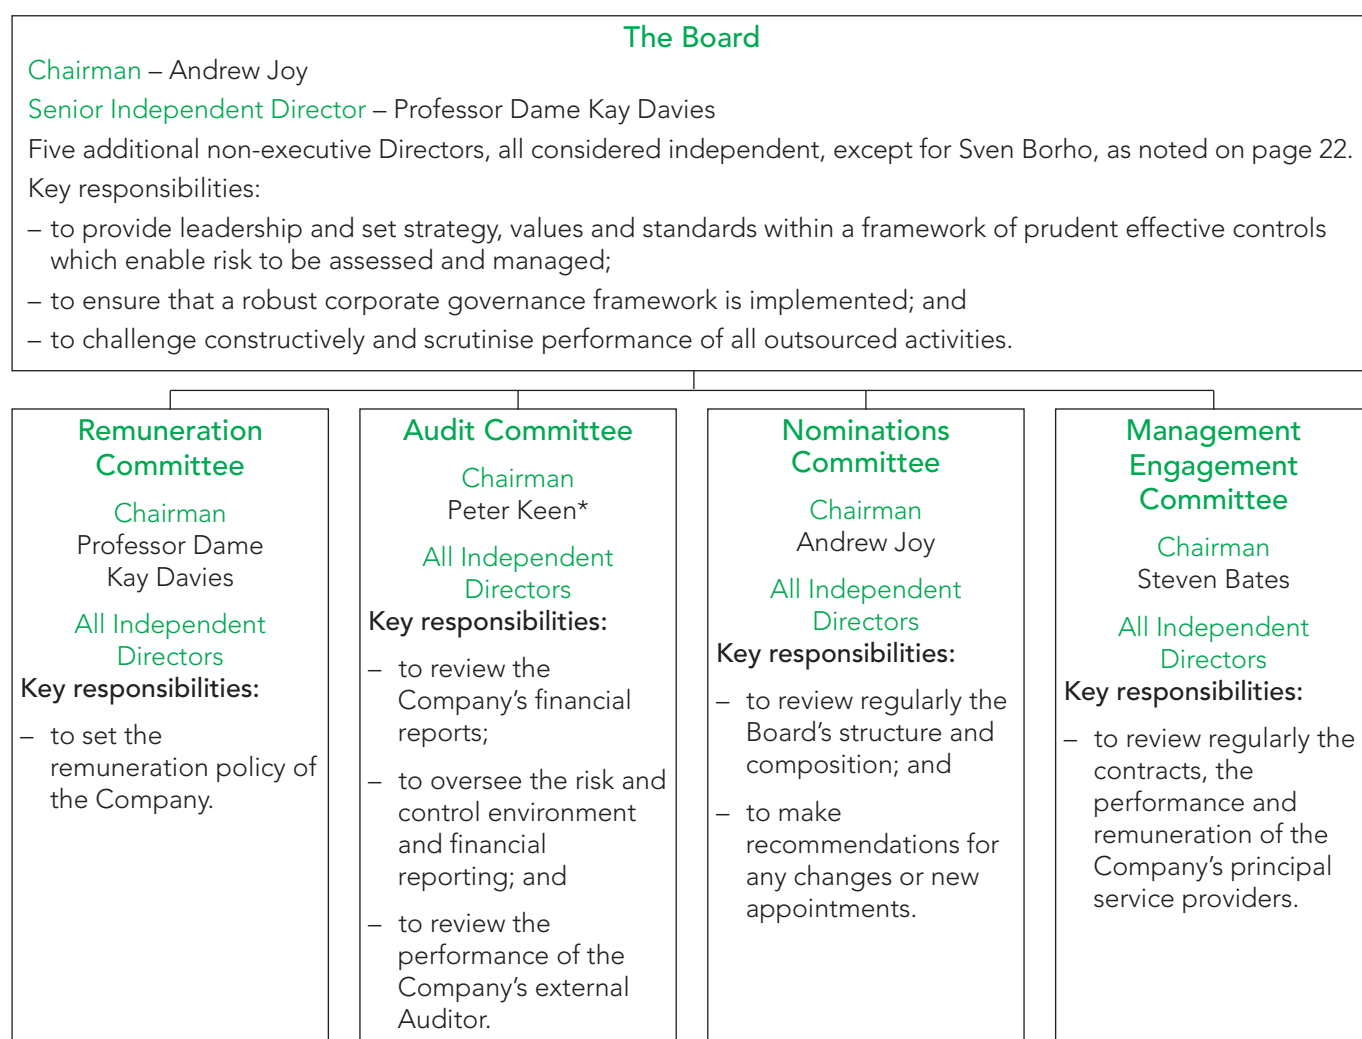 The Board
Chairman – Andrew Joy
Senior Independent Director – Professor Dame Kay Davies
Five additional non-executive Directors, all considered independent, except for Sven Borho, as noted on page 22.
Key responsibilities:
– to provide leadership and set strategy, values and standards within a framework of prudent effective controls
which enable risk to be assessed and managed;
– to ensure that a robust corporate governance framework is implemented; and
– to challenge constructively and scrutinise performance of all outsourced activities.
Remuneration
Committee
Chairman
Professor Dame
Kay Davies
All Independent
Directors
Key responsibilities:
– to set the
remuneration policy of
the Company.
Audit Committee
Chairman
Peter Keen*
All Independent
Directors
Key responsibilities:
– to review the
Company’s financial
reports;
– to oversee the risk and
control environment
and financial
reporting; and
– to review the
performance of the
Company’s external
Auditor.
Nominations
Committee
Chairman
Andrew Joy
All Independent
Directors
Key responsibilities:
– to review regularly the
Board’s structure and
composition; and
– to make
recommendations for
any changes or new
appointments.
Management
Engagement
Committee
Chairman
Steven Bates
All Independent
Directors
Key responsibilities:
– to review regularly the
contracts, the
performance and
remuneration of the
Company’s principal
service providers.